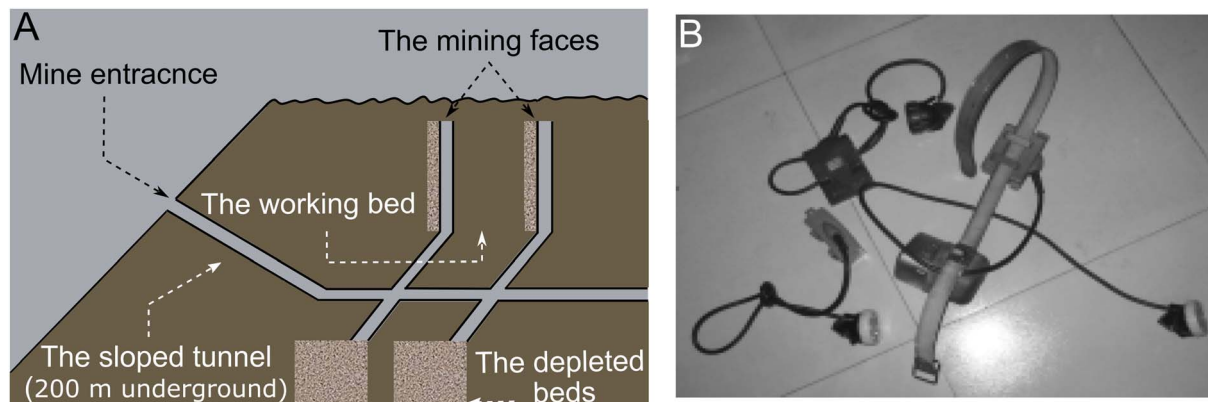 A
The mining faces
Mine entracnce
The working bed
The sloped tunnel
(200 m underground)
The depleted
beds
B